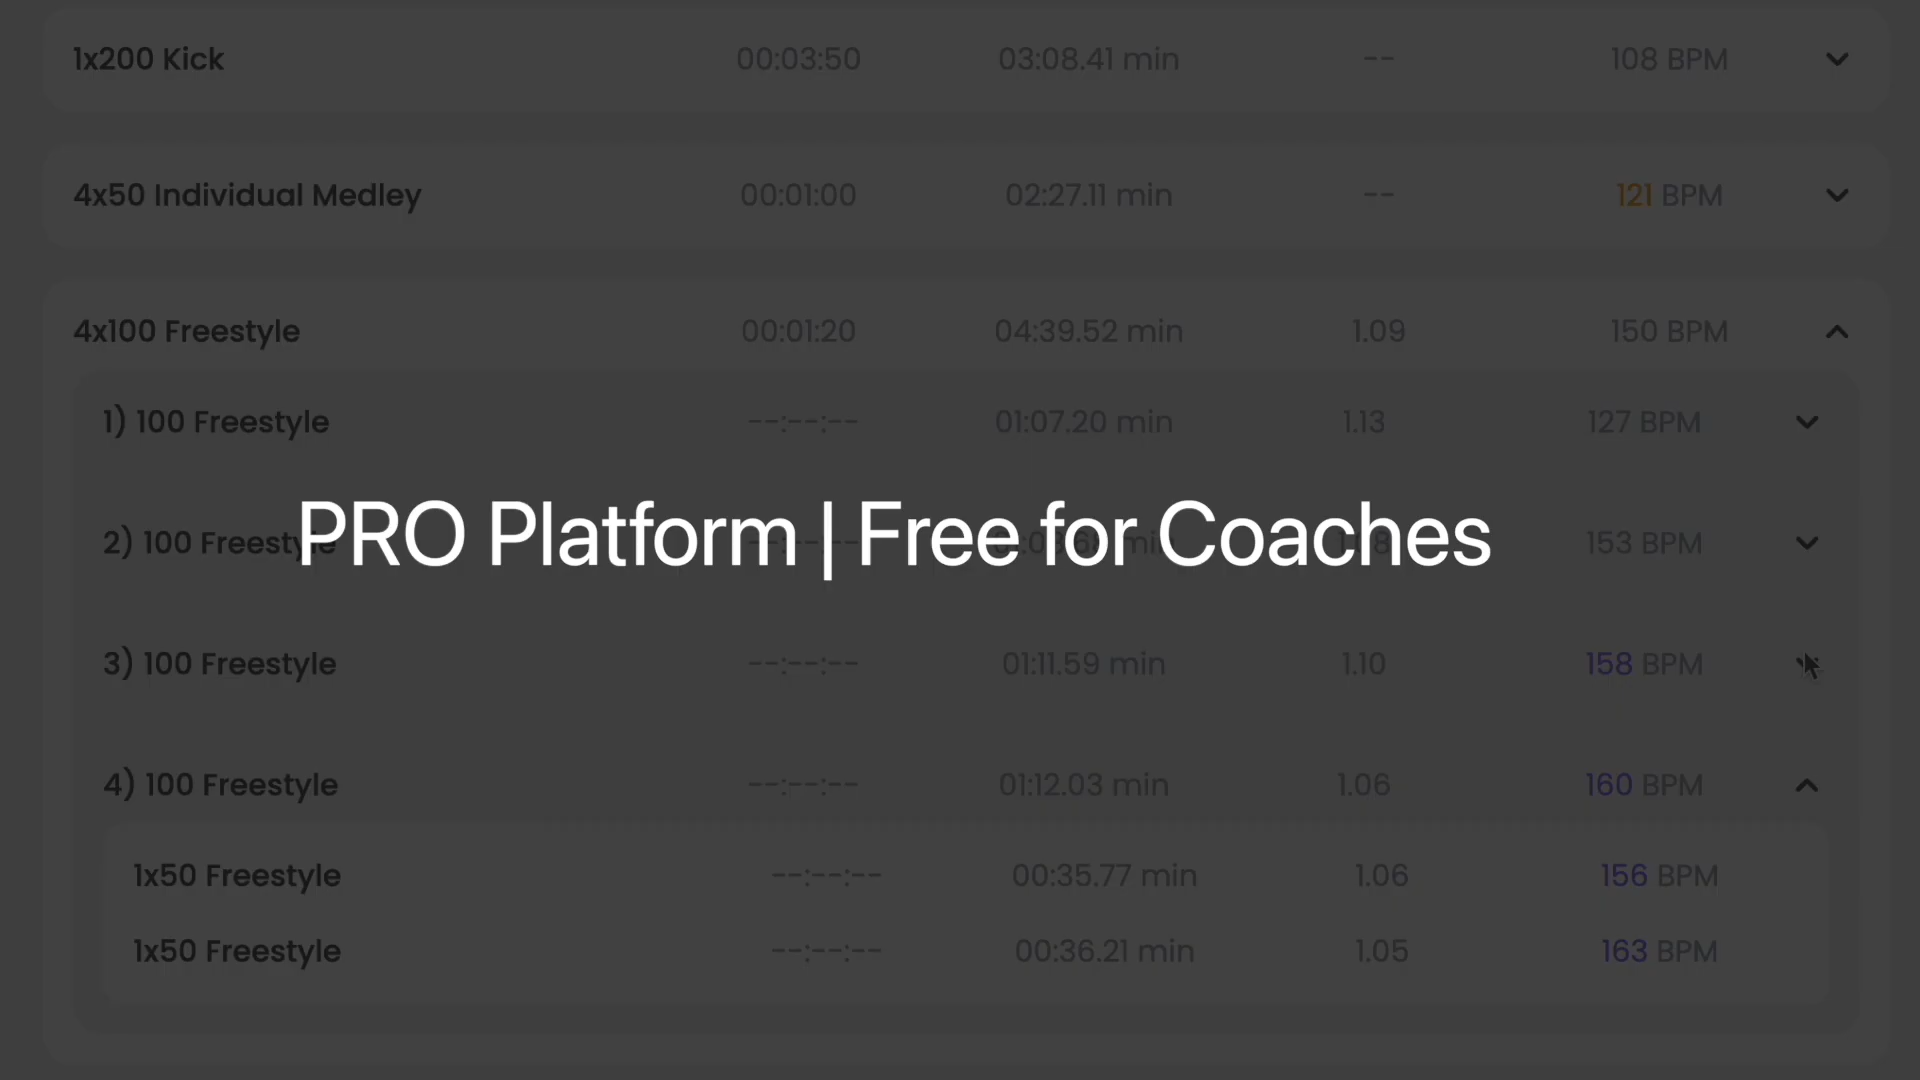 1x200 Kick 00:03:50 03:08.41 min -- 108 BPM
4x50 Individual Medley 00:01:00 02:27.11 min -- 121 BPM
4x100 Freestyle 00:01:20 04:39.52 min 1.09 150 BPM
1) 100 Freestyle --:--:-- 01:07.20 min 1.13 127 BPM
PRO Platform | Free for Coaches
2) 100 Freestyle 153 BPM
3) 100 Freestyle --:--:-- 01:11.59 min 1.10 158 BPM
4) 100 Freestyle --:--:-- 01:12.03 min 1.06 160 BPM
1x50 Freestyle --:--:-- 00:35.77 min 1.06 156 BPM
1x50 Freestyle --:--:-- 00:36.21 min 1.05 163 BPM